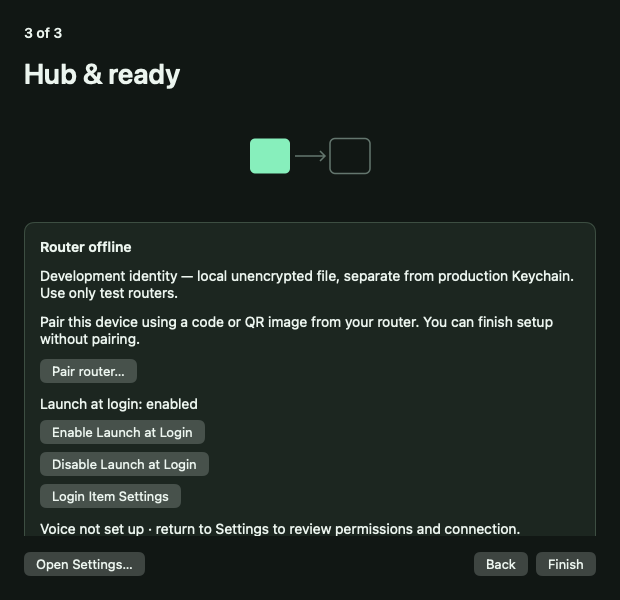 3 of 3
Hub & ready
Router offline
Development identity — local unencrypted file, separate from production Keychain.
Use only test routers.
Pair this device using a code or QR image from your router. You can finish setup
without pairing.
Pair router...
Launch at login: enabled
Enable Launch at Login
Disable Launch at Login
Login Item Settings
Voice not set up · return to Settings to review permissions and connection.
Open Settings...
Back
Finish